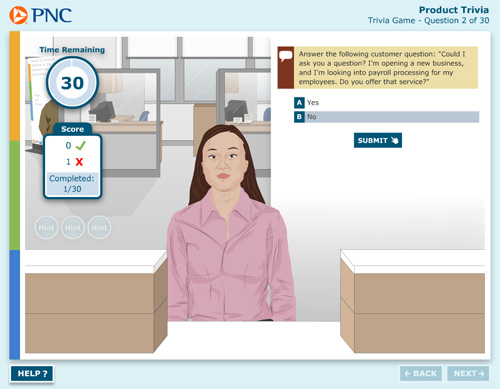 PNC
Product Trivia
Trivia Game - Question 2 of 30
Time Remaining
30
Score
0
1
Completed:
1/30
Hint Hint Hint
Answer the following customer question: "Could I
ask you a question? I'm opening a new business,
and I'm looking into payroll processing for my
employees. Do you offer that service?"
A Yes
B No
SUBMIT
HELP ?
BACK NEXT